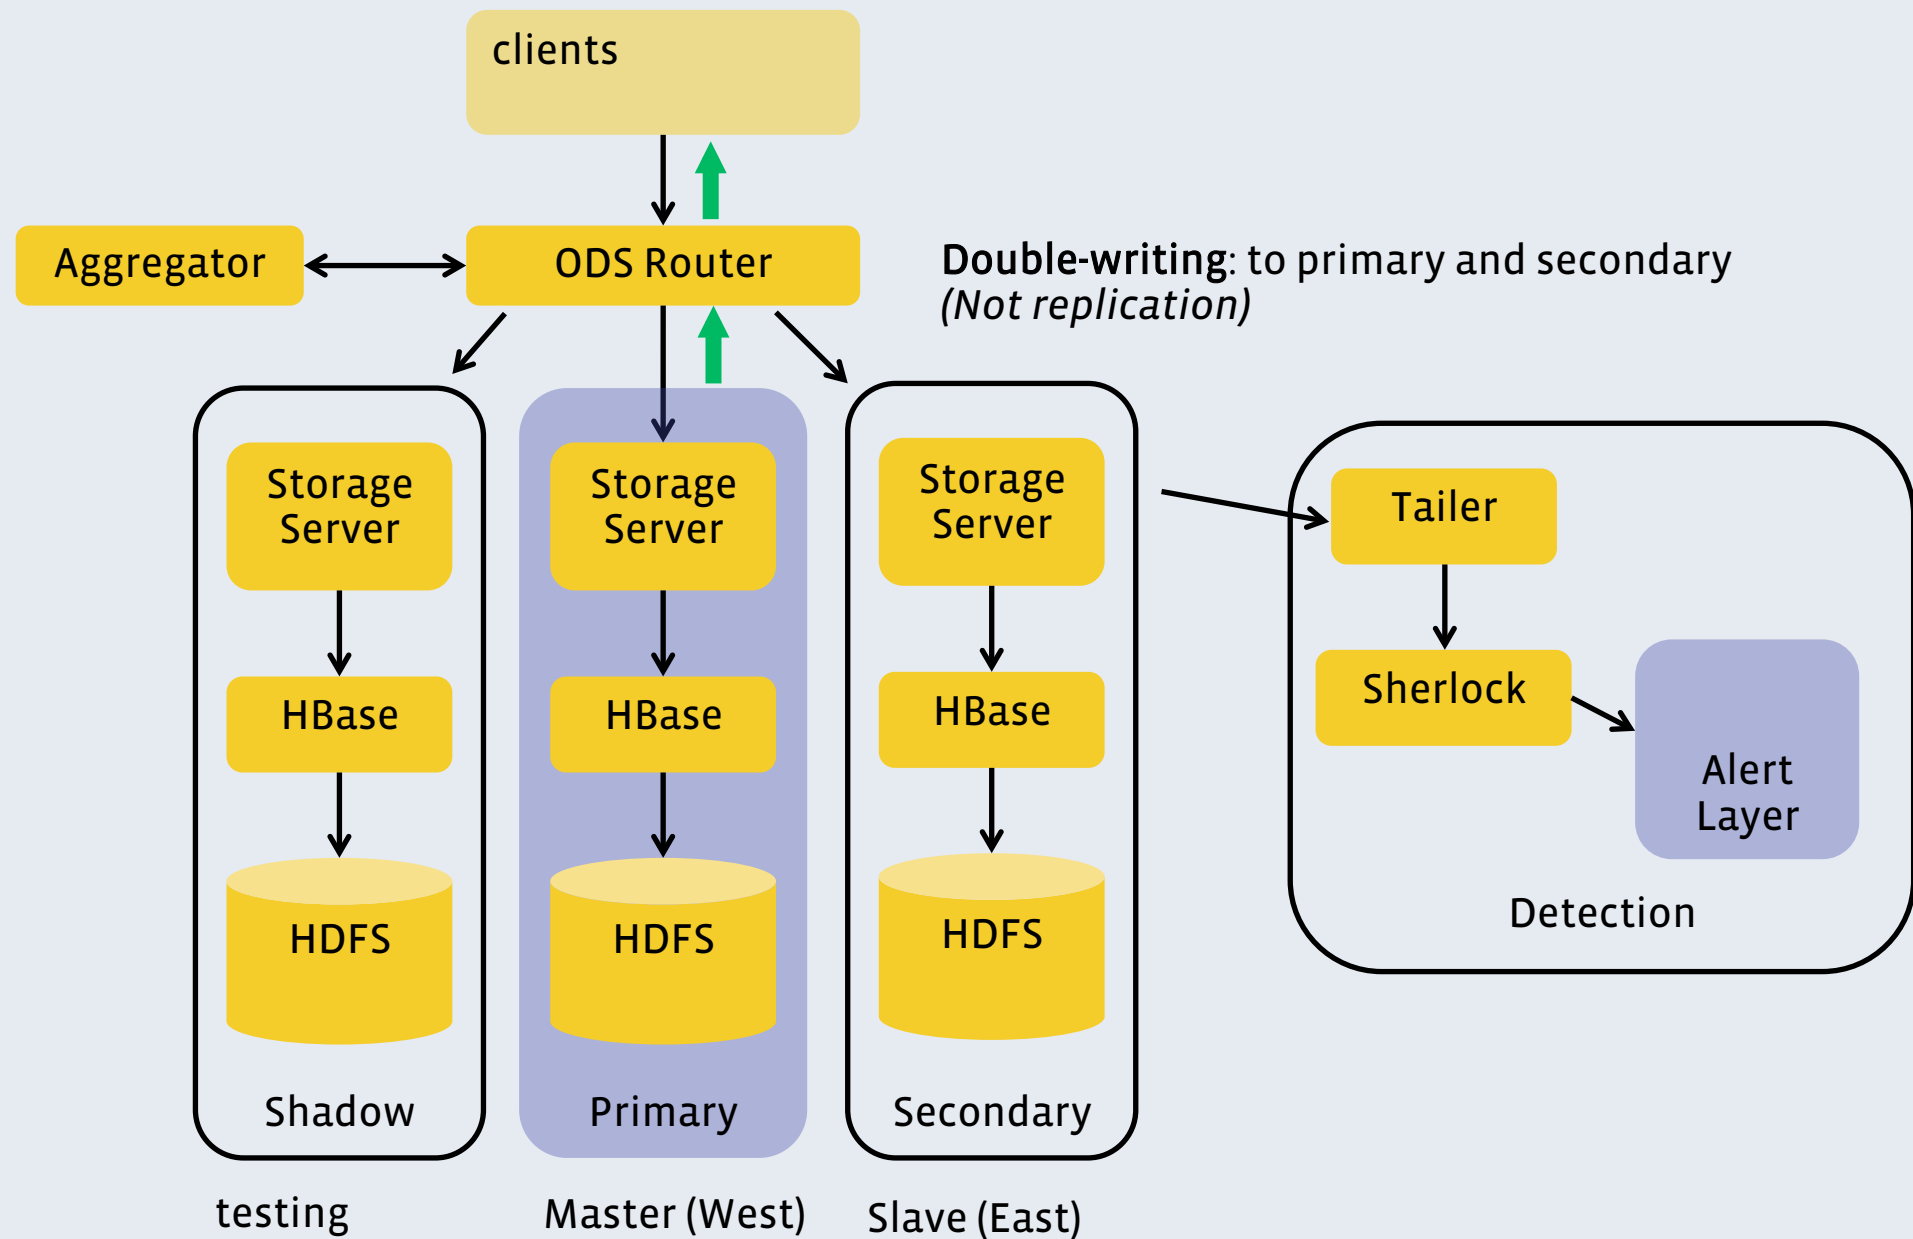 clients
Aggregator
ODS Router
Double-writing: to primary and secondary
(Not replication)
Storage
Server
HBase
HDFS
Shadow
testing
Storage
Server
HBase
HDFS
Primary
Master (West)
Storage
Server
HBase
HDFS
Secondary
Slave (East)
Tailer
Sherlock
Alert
Layer
Detection